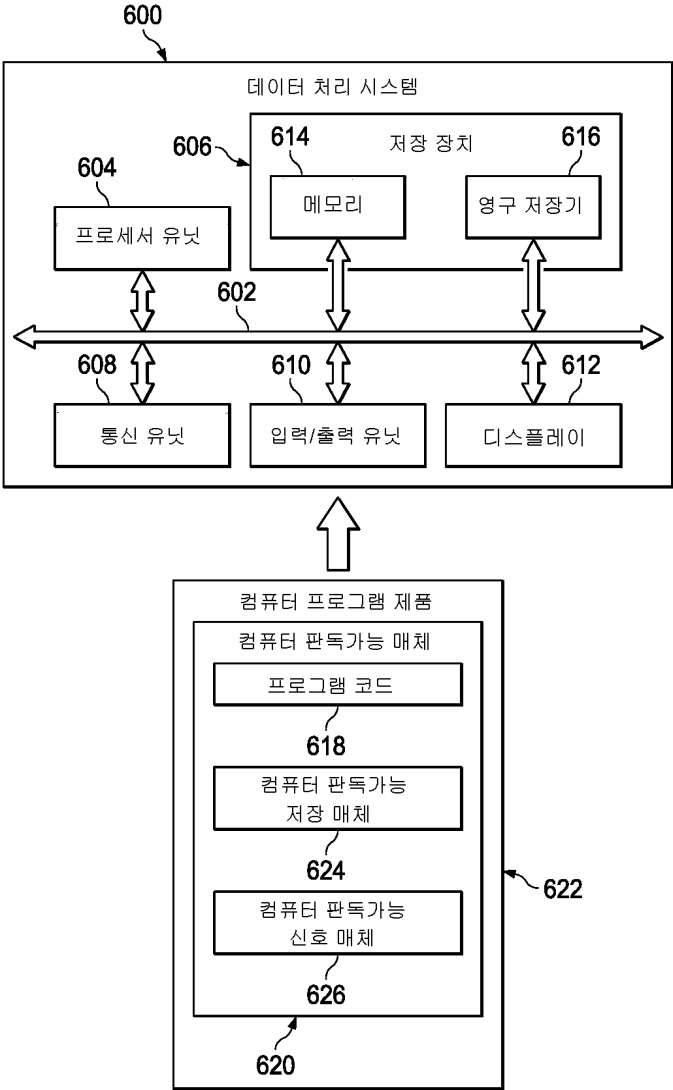 600
데이터 처리 시스템
606
저장 장치
614
메모리
616
영구 저장기
604
프로세서 유닛
602
608
통신 유닛
610
입력/출력 유닛
612
디스플레이
컴퓨터 프로그램 제품
컴퓨터 판독가능 매체
프로그램 코드
618
컴퓨터 판독가능
저장 매체
624
622
컴퓨터 판독가능
신호 매체
626
620